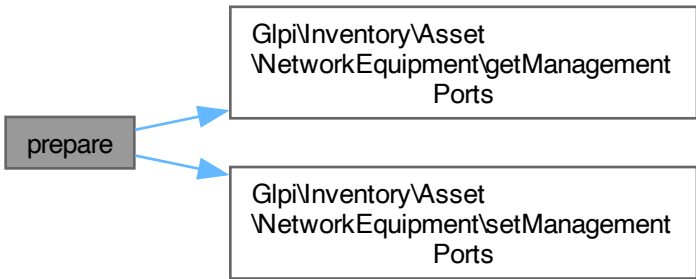 prepare
Glpi\Inventory\Asset
\NetworkEquipment\getManagement
Ports
Glpi\Inventory\Asset
\NetworkEquipment\setManagement
Ports